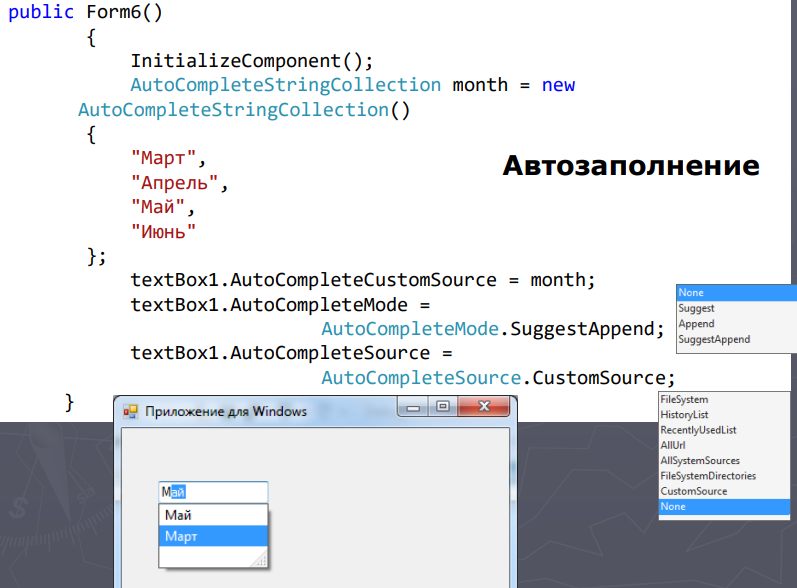 public Form6()
{
InitializeComponent();
AutoCompleteStringCollection month = new
AutoCompleteStringCollection()
{
"Март",
"Апрель",
"Май",
"Июнь"
};
Автозаполнение
textBox1.AutoCompleteCustomSource = month;
textBox1.AutoCompleteMode =
AutoCompleteMode.SuggestAppend;
textBox1.AutoCompleteSource =
AutoCompleteSource.CustomSource;
}
None
Suggest
Append
SuggestAppend
FileSystem
HistoryList
RecentlyUsedList
AllUrl
AllSystemSources
FileSystemDirectories
CustomSource
None
Приложение для Windows
Май
Май
Март